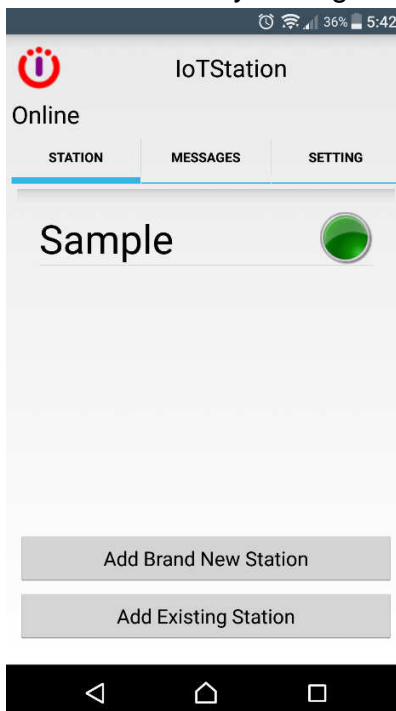 36% 5:42
IoTStation
Online
STATION MESSAGES SETTING
Sample
Add Brand New Station
Add Existing Station